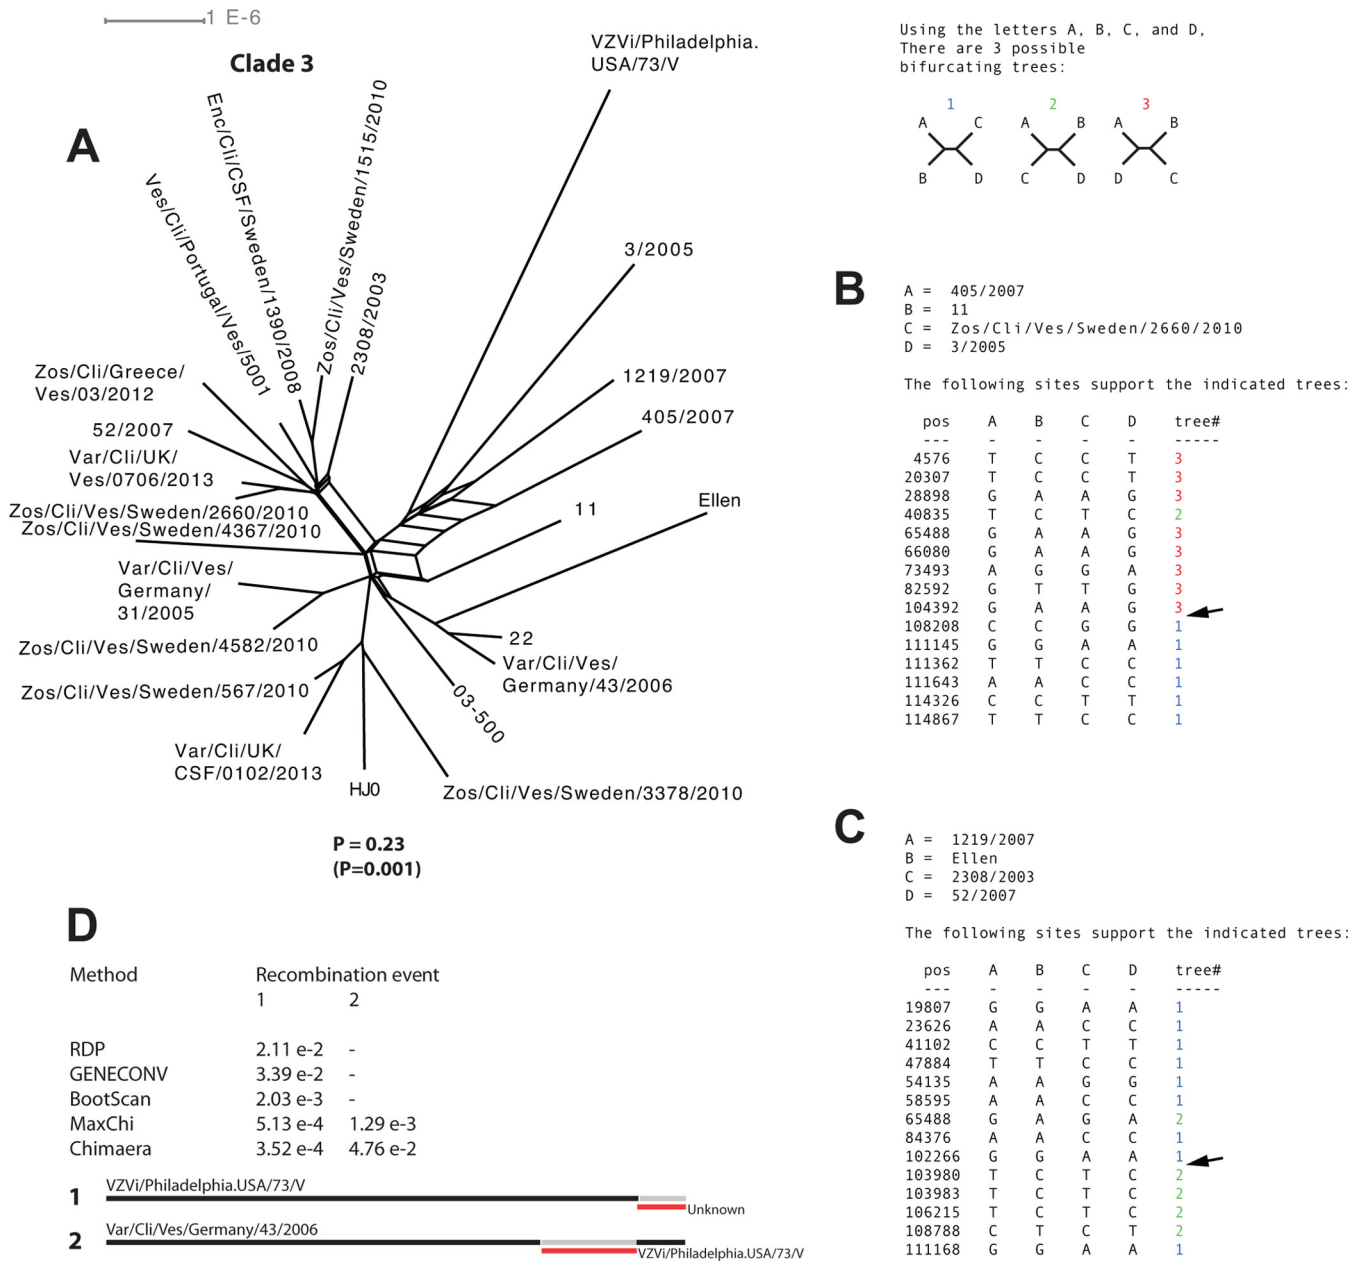 1 E-6
Clade 3
A
VZVi/Philadelphia.
USA/73/V
Enc/Cli/CSF/Sweden/1390/2008
Zos/Cli/Ves/Sweden/1515/2010
Ves/Cli/Portugal/Ves/5001
2308/2003
3/2005
Zos/Cli/Greece/
Ves/03/2012
1219/2007
52/2007
405/2007
Var/Cli/UK/
Ves/0706/2013
Zos/Cli/Ves/Sweden/2660/2010
Zos/Cli/Ves/Sweden/4367/2010
11
Ellen
Var/Cli/Ves/
Germany/
31/2005
Zos/Cli/Ves/Sweden/4582/2010
22
Var/Cli/Ves/
Germany/43/2006
Zos/Cli/Ves/Sweden/567/2010
03-500
Var/Cli/UK/
CSF/0102/2013
HJ0
Zos/Cli/Ves/Sweden/3378/2010
P = 0.23
(P=0.001)
Using the letters A, B, C, and D,
There are 3 possible
bifurcating trees:
1 2 3
A C A B A B
B D C D D C
B
A = 405/2007
B = 11
C = Zos/Cli/Ves/Sweden/2660/2010
D = 3/2005
The following sites support the indicated trees:
pos A B C D tree#
--- - - - - -----
4576 T C C T 3
20307 T C C T 3
28898 G A A G 3
40835 T C T C 2
65488 G A A G 3
66080 G A A G 3
73493 A G G A 3
82592 G T T G 3
104392 G A A G 3
108208 C C G G 1
111145 G G A A 1
111362 T T C C 1
111643 A A C C 1
114326 C C T T 1
114867 T T C C 1
C
A = 1219/2007
B = Ellen
C = 2308/2003
D = 52/2007
The following sites support the indicated trees:
pos A B C D tree#
--- - - - - -----
19807 G G A A 1
23626 A A C C 1
41102 C C T T 1
47884 T T C C 1
54135 A A G G 1
58595 A A C C 1
65488 G A G A 2
84376 A A C C 1
102266 G G A A 1
103980 T C T C 2
103983 T C T C 2
106215 T C T C 2
108788 C T C T 2
111168 G G A A 1
D
Method Recombination event
1 2
RDP 2.11 e-2 -
GENECONV 3.39 e-2 -
BootScan 2.03 e-3 -
MaxChi 5.13 e-4 1.29 e-3
Chimaera 3.52 e-4 4.76 e-2
VZVi/Philadelphia.USA/73/V
1
Unknown
Var/Cli/Ves/Germany/43/2006
2
VZVi/Philadelphia.USA/73/V